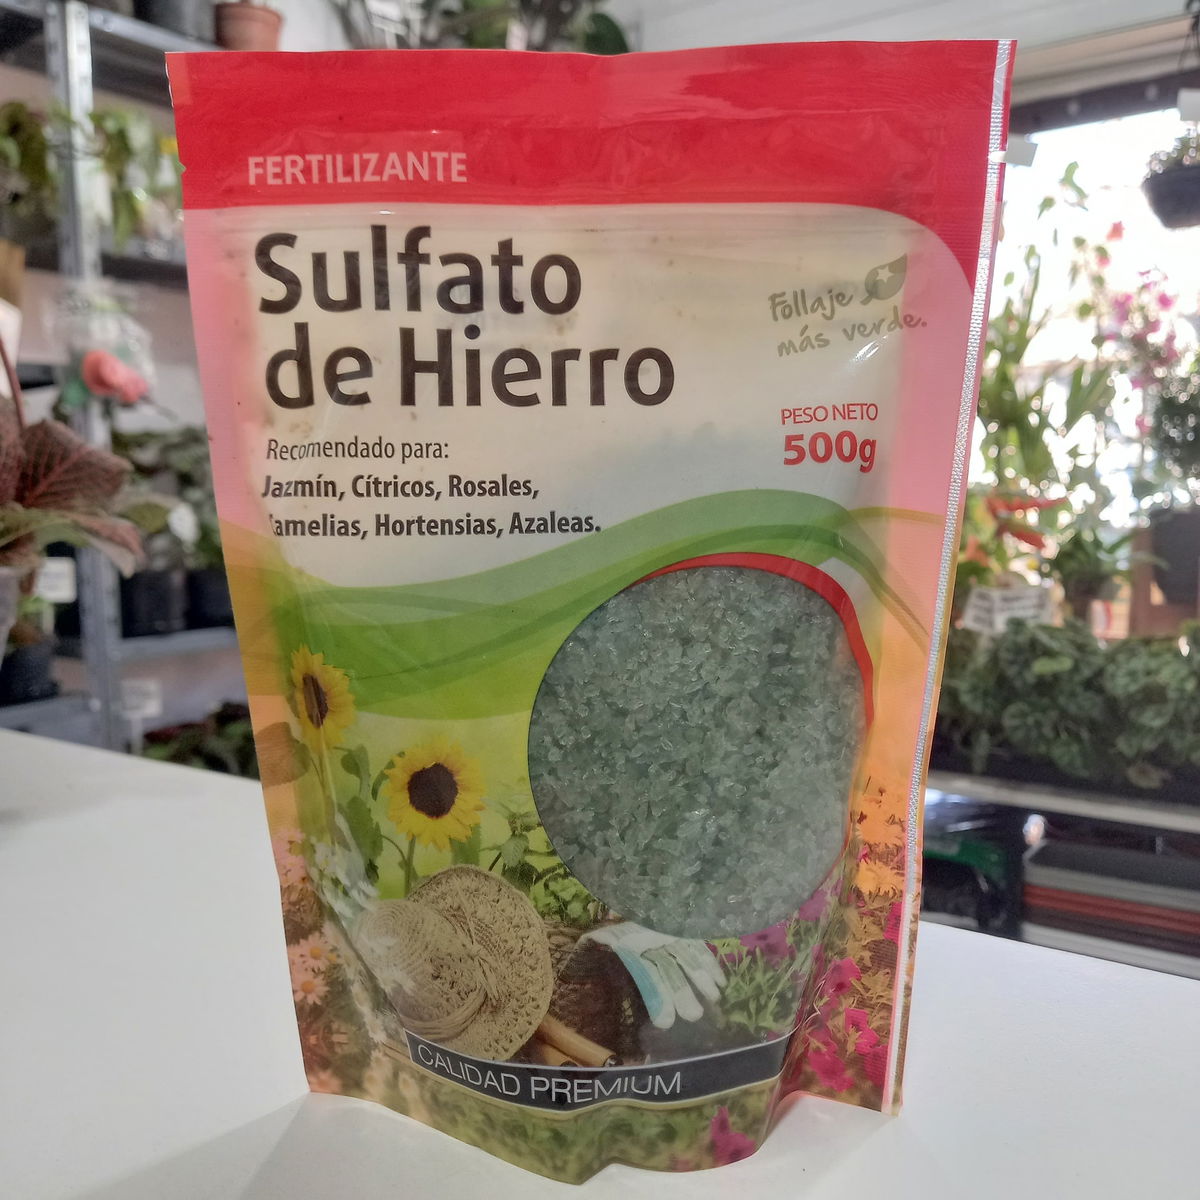 FERTILIZANTE
Sulfato
de Hierro
Follaje
más verde.
PESO NETO
500g
Recomendado para:
Jazmín, Cítricos, Rosales,
Camelias, Hortensias, Azaleas.
CALIDAD PREMIUM